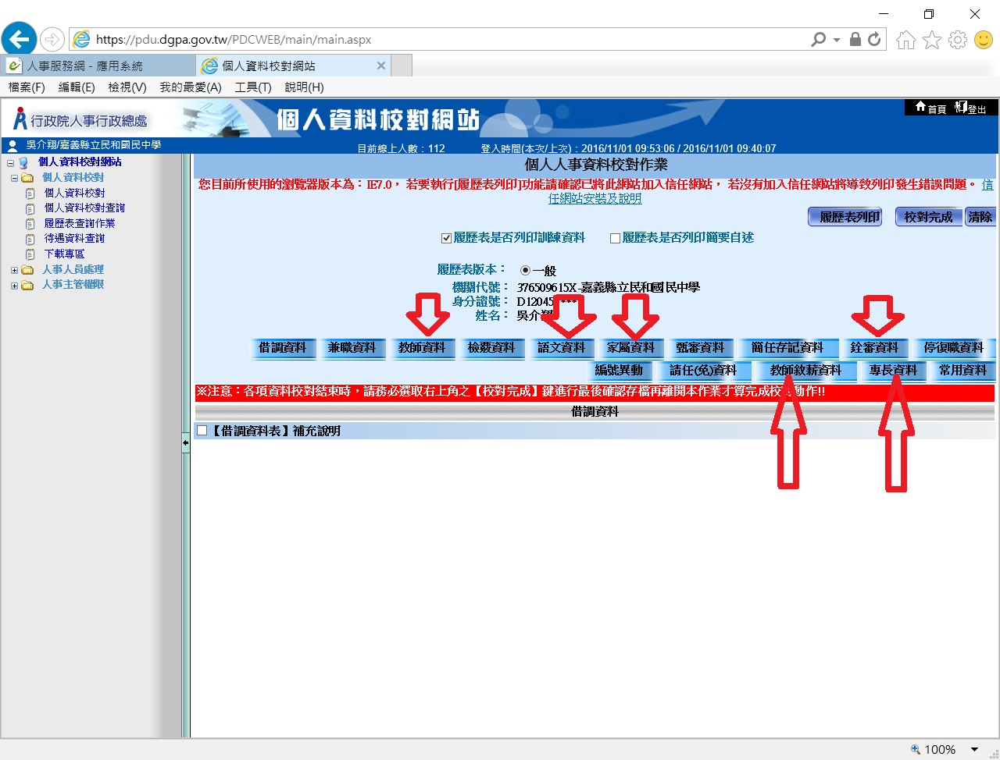 https://pdu.dgpa.gov.tw/PDCWEB/main/main.aspx
人事服務網 - 應用系統
個人資料校對網站
檔案(F) 編輯(E) 檢視(V) 我的最愛(A) 工具(T) 說明(H)
行政院人事行政總處
個人資料校對網站
首頁 登出
吳介翔/嘉義縣立民和國民中學
目前線上人數：112 登入時間(本次/上次)：2016/11/01 09:53:06 / 2016/11/01 09:40:07
個人資料校對網站
個人資料校對
個人資料校對
個人資料校對查詢
履歷表查詢作業
待遇資料查詢
下載專區
人事人員處理
人事主管權限
個人人事資料校對作業
您目前所使用的瀏覽器版本為：IE7.0， 若要執行[履歷表列印]功能請確認已將此網站加入信任網站， 若沒有加入信任網站將導致列印發生錯誤問題。 信
任網站安裝及說明
履歷表列印 校對完成 清除
履歷表是否列印訓練資料 履歷表是否列印簡要自述
履歷表版本： 一般
機關代號： 376509615X-嘉義縣立民和國民中學
身分證號： D12045 ***
姓名： 吳介翔
借調資料 兼職資料 教師資料 檢覈資料 語文資料 家屬資料 甄審資料 簡任存記資料 銓審資料 停復職資料
編號異動 請任(免)資料 教師敘薪資料 專長資料 常用資料
※注意：各項資料校對結束時，請務必選取右上角之【校對完成】鍵進行最後確認存檔再離開本作業才算完成校對動作!!
借調資料
【借調資料表】補充說明
100%